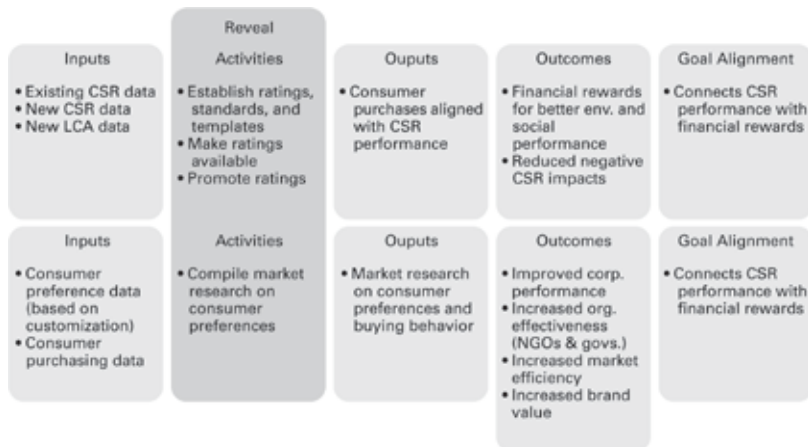 Reveal
Inputs
• Existing CSR data
• New CSR data
• New LCA data
Activities
• Establish ratings,
standards, and
templates
• Make ratings
available
• Promote ratings
Ouputs
• Consumer
purchases aligned
with CSR
performance
Outcomes
• Financial rewards
for better env. and
social
performance
• Reduced negative
CSR impacts
Goal Alignment
• Connects CSR
performance with
financial rewards
Inputs
• Consumer
preference data
(based on
customization)
• Consumer
purchasing data
Activities
• Compile market
research on
consumer
preferences
Ouputs
• Market research
on consumer
preferences and
buying behavior
Outcomes
• Improved corp.
performance
• Increased org.
effectiveness
(NGOs & govs.)
• Increased market
efficiency
• Increased brand
value
Goal Alignment
• Connects CSR
performance with
financial rewards